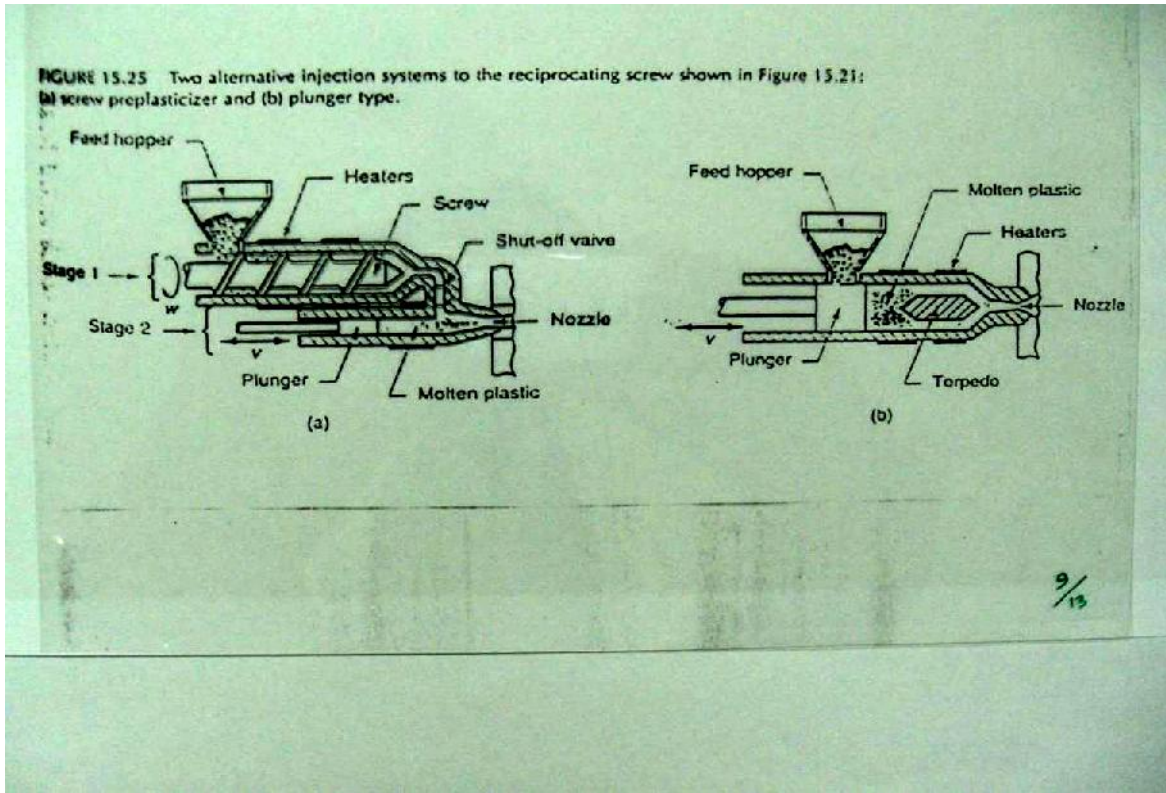 FIGURE 15.25 Two alternative injection systems to the reciprocating screw shown in Figure 15.21:
(a) screw preplasticizer and (b) plunger type.
Feed hopper
Heaters
Screw
Shut-off valve
Stage 1
w
Stage 2
v
Nozzle
Plunger
Molten plastic
(a)
Feed hopper
Molten plastic
Heaters
Nozzle
v
Plunger
Torpedo
(b)
9/13